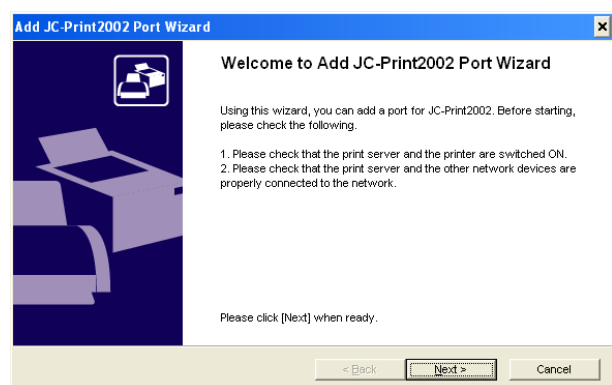 Add JC-Print2002 Port Wizard
Welcome to Add JC-Print2002 Port Wizard
Using this wizard, you can add a port for JC-Print2002. Before starting,
please check the following.
1. Please check that the print server and the printer are switched ON.
2. Please check that the print server and the other network devices are
properly connected to the network.
Please click [Next] when ready.
< Back Next > Cancel